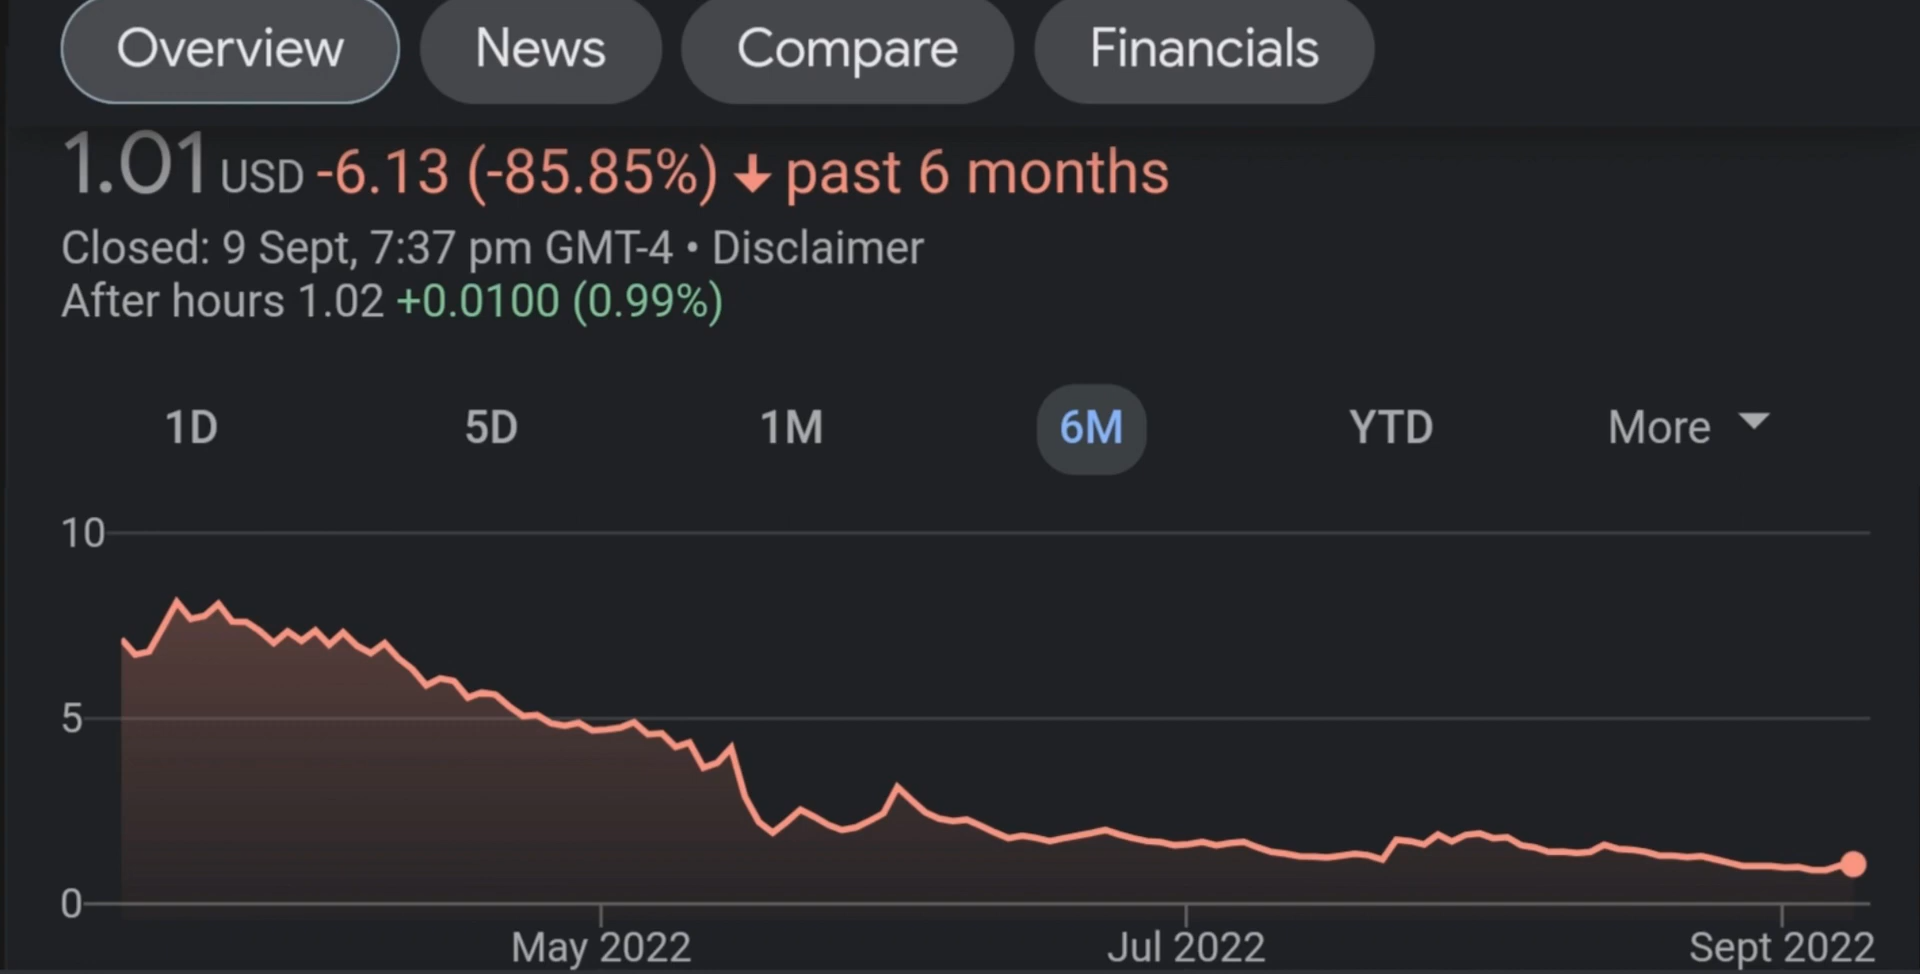 Overview News Compare Financials
1.01 USD -6.13 (-85.85%) ↓ past 6 months
Closed: 9 Sept, 7:37 pm GMT-4 • Disclaimer
After hours 1.02 +0.0100 (0.99%)
1D 5D 1M 6M YTD More
10
5
0
May 2022 Jul 2022 Sept 2022